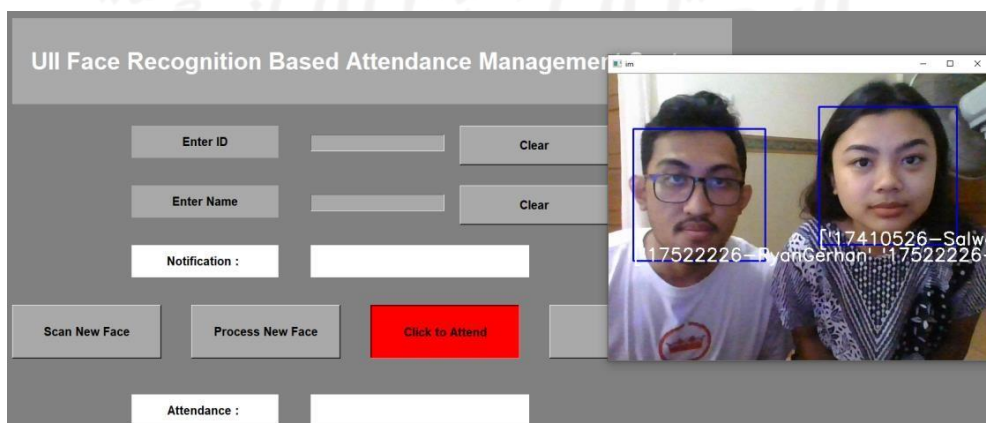 UII Face Recognition Based Attendance Management
im
Enter ID
Clear
Enter Name
Clear
['17410526-Salw
['17522226-RyanGerhan' '17522226-
Notification :
Scan New Face
Process New Face
Click to Attend
Attendance :